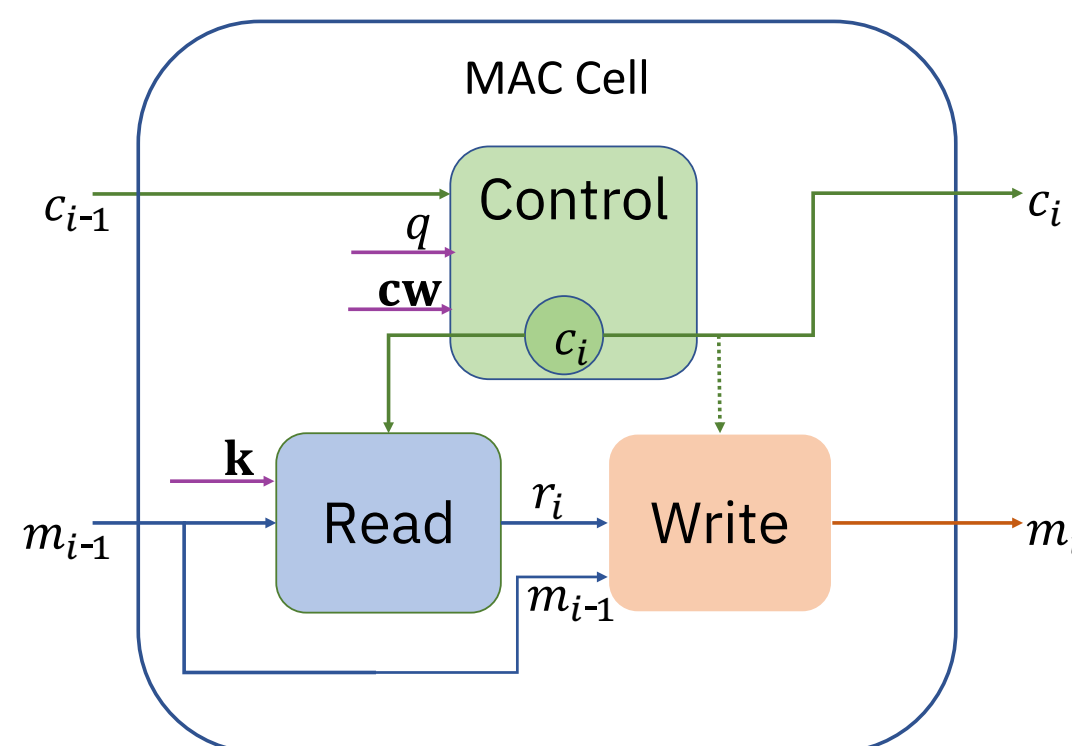 MAC Cell
Control
c_{i-1}
q
cw
c_i
c_i
k
Read
r_i
Write
m_{i-1}
m_{i-1}